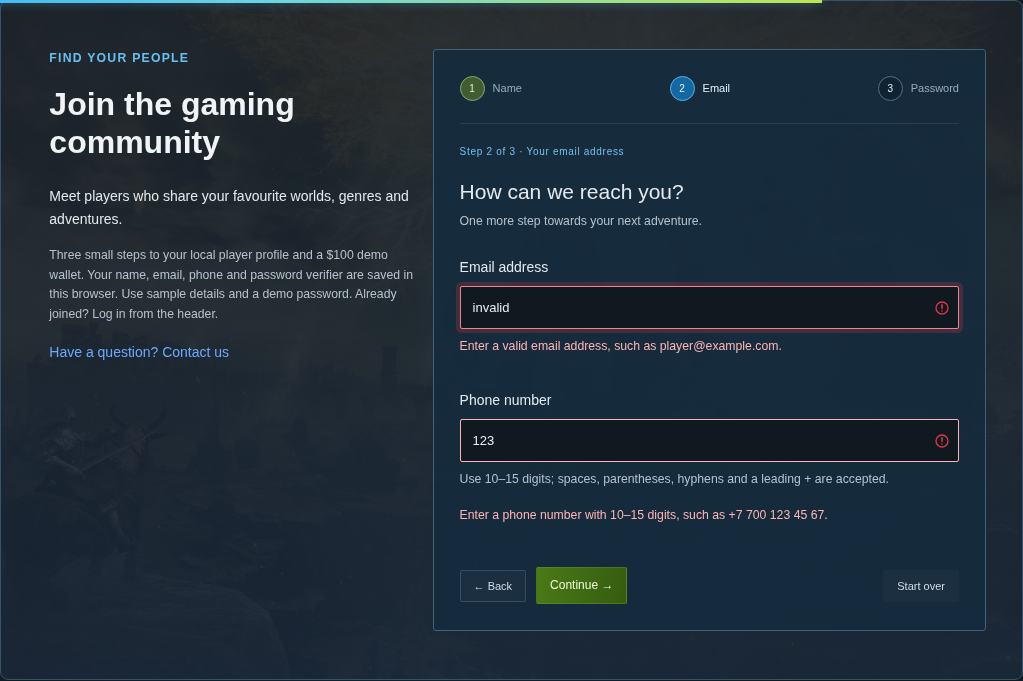 FIND YOUR PEOPLE
Join the gaming
community
Meet players who share your favourite worlds, genres and
adventures.
Three small steps to your local player profile and a $100 demo
wallet. Your name, email, phone and password verifier are saved in
this browser. Use sample details and a demo password. Already
joined? Log in from the header.
Have a question? Contact us
1 Name
2 Email
3 Password
Step 2 of 3 · Your email address
How can we reach you?
One more step towards your next adventure.
Email address
invalid
Enter a valid email address, such as player@example.com.
Phone number
123
Use 10–15 digits; spaces, parentheses, hyphens and a leading + are accepted.
Enter a phone number with 10–15 digits, such as +7 700 123 45 67.
← Back
Continue →
Start over